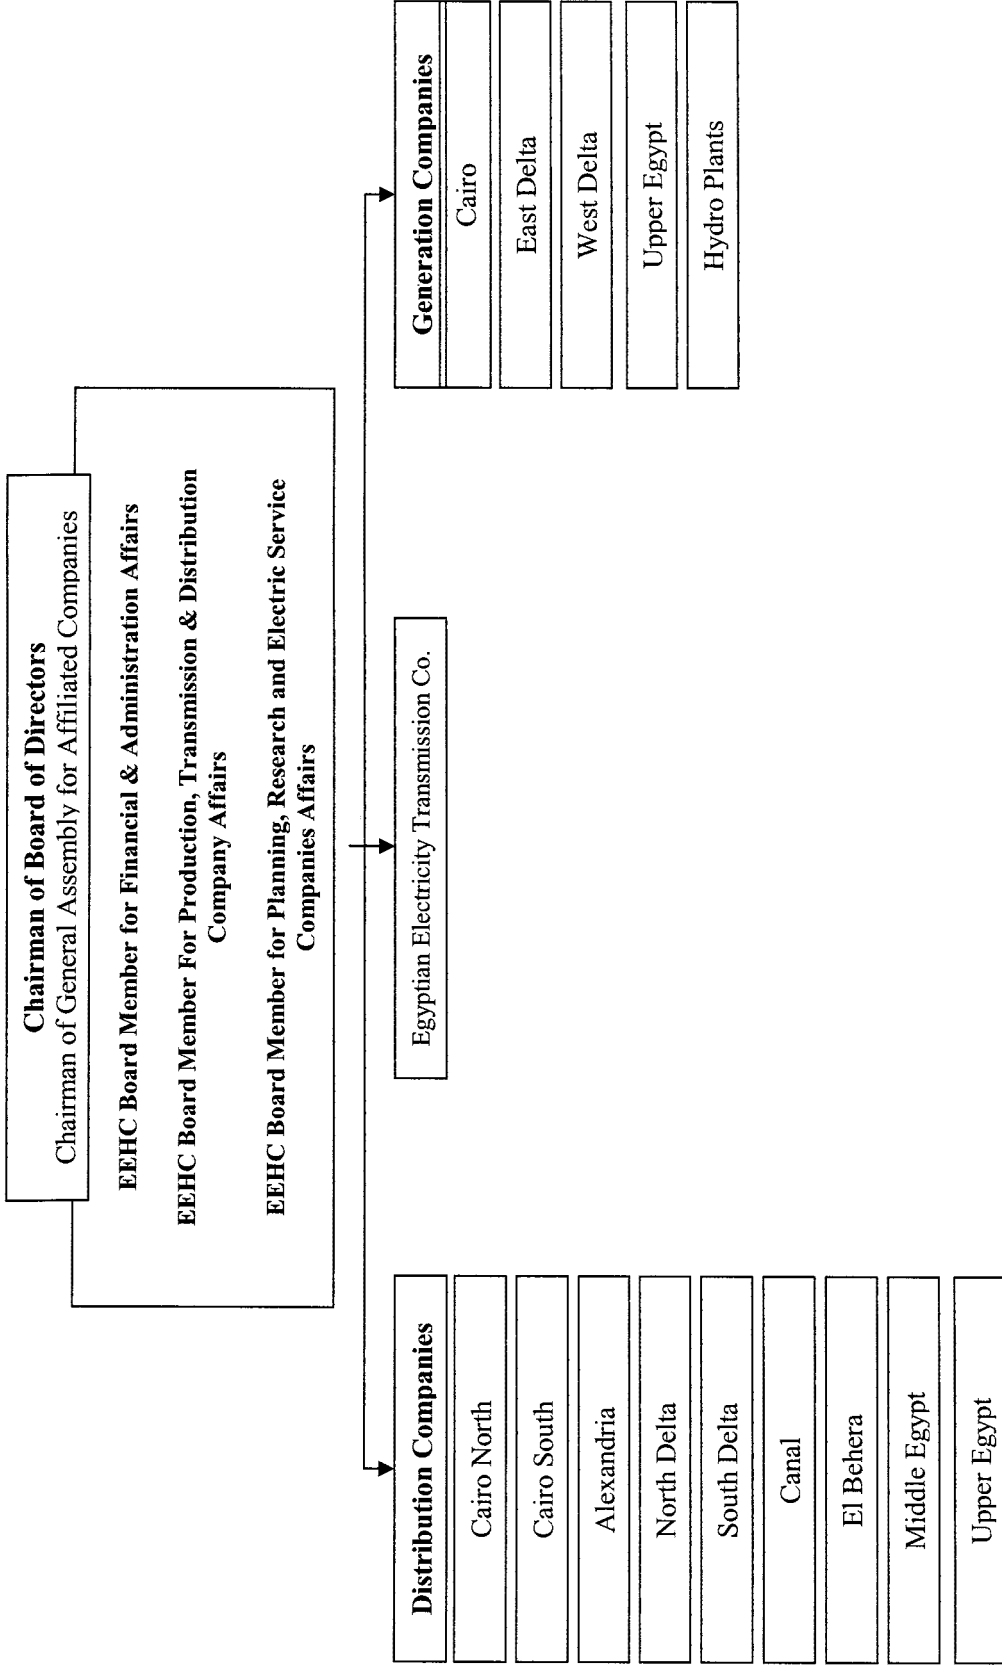 Chairman of Board of Directors
Chairman of General Assembly for Affiliated Companies
EEHC Board Member for Financial & Administration Affairs
EEHC Board Member For Production, Transmission & Distribution
Company Affairs
EEHC Board Member for Planning, Research and Electric Service
Companies Affairs
Distribution Companies
Cairo North
Cairo South
Alexandria
North Delta
South Delta
Canal
El Behera
Middle Egypt
Upper Egypt
Egyptian Electricity Transmission Co.
Generation Companies
Cairo
East Delta
West Delta
Upper Egypt
Hydro Plants